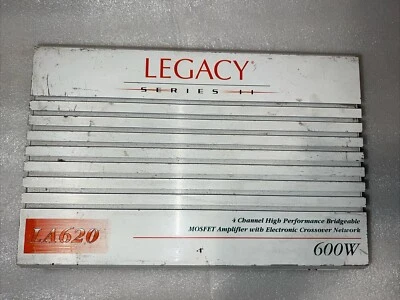 LEGACY
SERIES II
4 Channel High Performance Bridgeable
LA620
MOSFET Amplifier with Electronic Crossover Network
600W